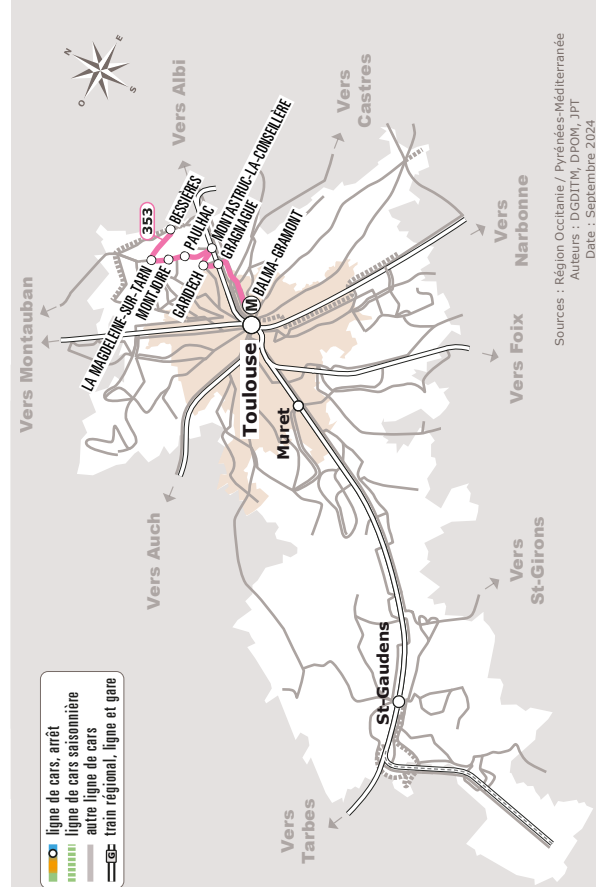 N
E
O
S
Vers Albi
Vers
Castres
Vers Montauban
353
BESSIÈRES
LA MAGDELEINE-SUR-TARN
MONTJOIRE
PAULHAC
GARIDECH
MONTASTRUC-LA-CONSEILLÈRE
GRAGNAGUE
M BALMA-GRAMONT
Toulouse
Muret
Vers
Narbonne
Vers Foix
Vers Auch
Vers
St-Girons
St-Gaudens
Vers
Tarbes
ligne de cars, arrêt
ligne de cars saisonnière
autre ligne de cars
G train régional, ligne et gare
Sources : Région Occitanie / Pyrénées-Méditerranée
Auteurs : DGDITM, DPOM, JPT
Date : Septembre 2024